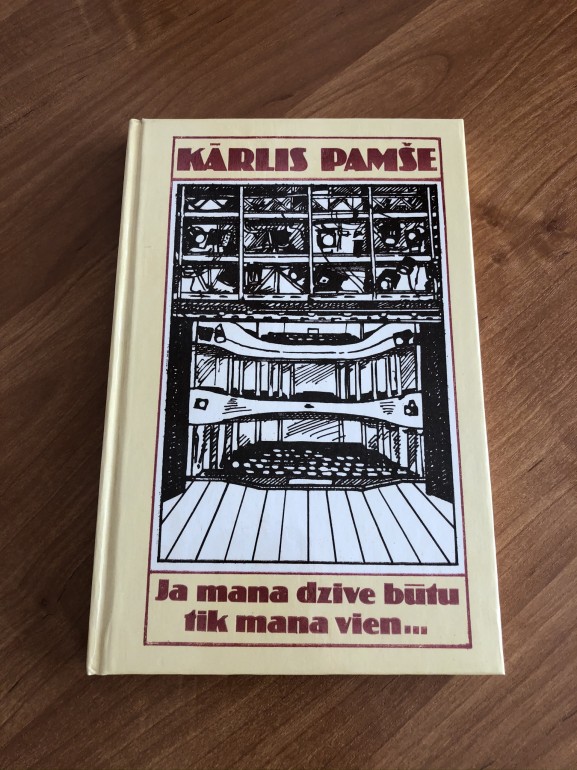 KĀRLIS PAMŠE
Ja mana dzive būtu
tik mana vien...